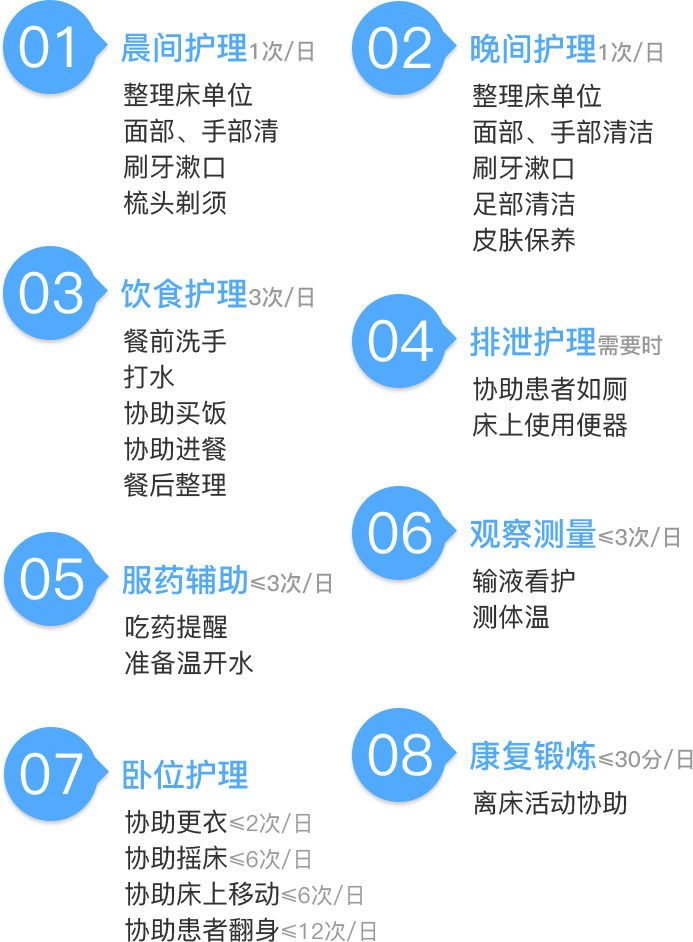 01
晨间护理1次/日
整理床单位
面部、手部清
刷牙漱口
梳头剃须
02
晚间护理1次/日
整理床单位
面部、手部清洁
刷牙漱口
足部清洁
皮肤保养
03
饮食护理3次/日
餐前洗手
打水
协助买饭
协助进餐
餐后整理
04
排泄护理需要时
协助患者如厕
床上使用便器
05
服药辅助≤3次/日
吃药提醒
准备温开水
06
观察测量≤3次/日
输液看护
测体温
07
卧位护理
协助更衣≤2次/日
协助摇床≤6次/日
协助床上移动≤6次/日
协助患者翻身≤12次/日
08
康复锻炼≤30分/日
离床活动协助